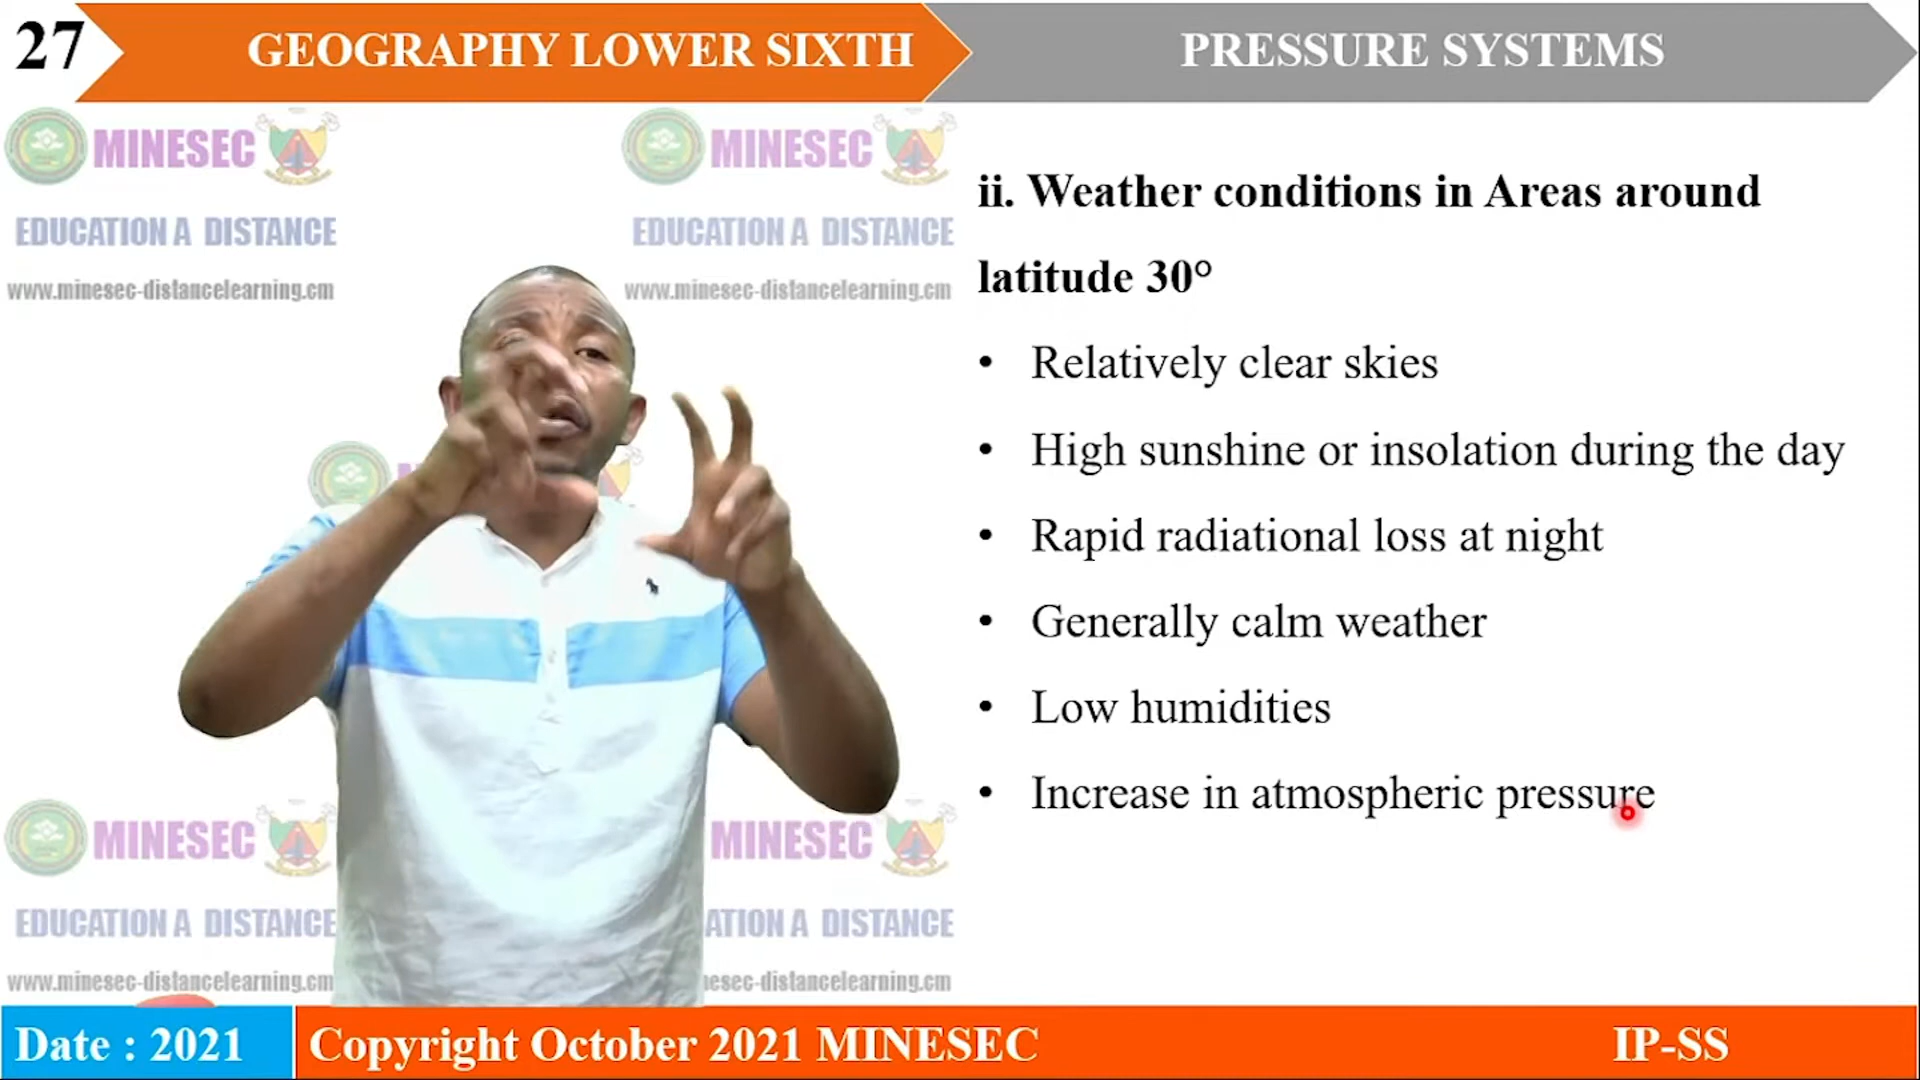 27
GEOGRAPHY LOWER SIXTH
PRESSURE SYSTEMS
MINESEC
EDUCATION A DISTANCE
www.minesec-distancelearning.cm
MINESEC
EDUCATION A DISTANCE
www.minesec-distancelearning.cm
ii. Weather conditions in Areas around
latitude 30°
• Relatively clear skies
• High sunshine or insolation during the day
• Rapid radiational loss at night
• Generally calm weather
• Low humidities
• Increase in atmospheric pressure
MINESEC
EDUCATION A DISTANCE
www.minesec-distancelearning.cm
MINESEC
ATION A DISTANCE
nesec-distancelearning.cm
Date : 2021
Copyright October 2021 MINESEC
IP-SS